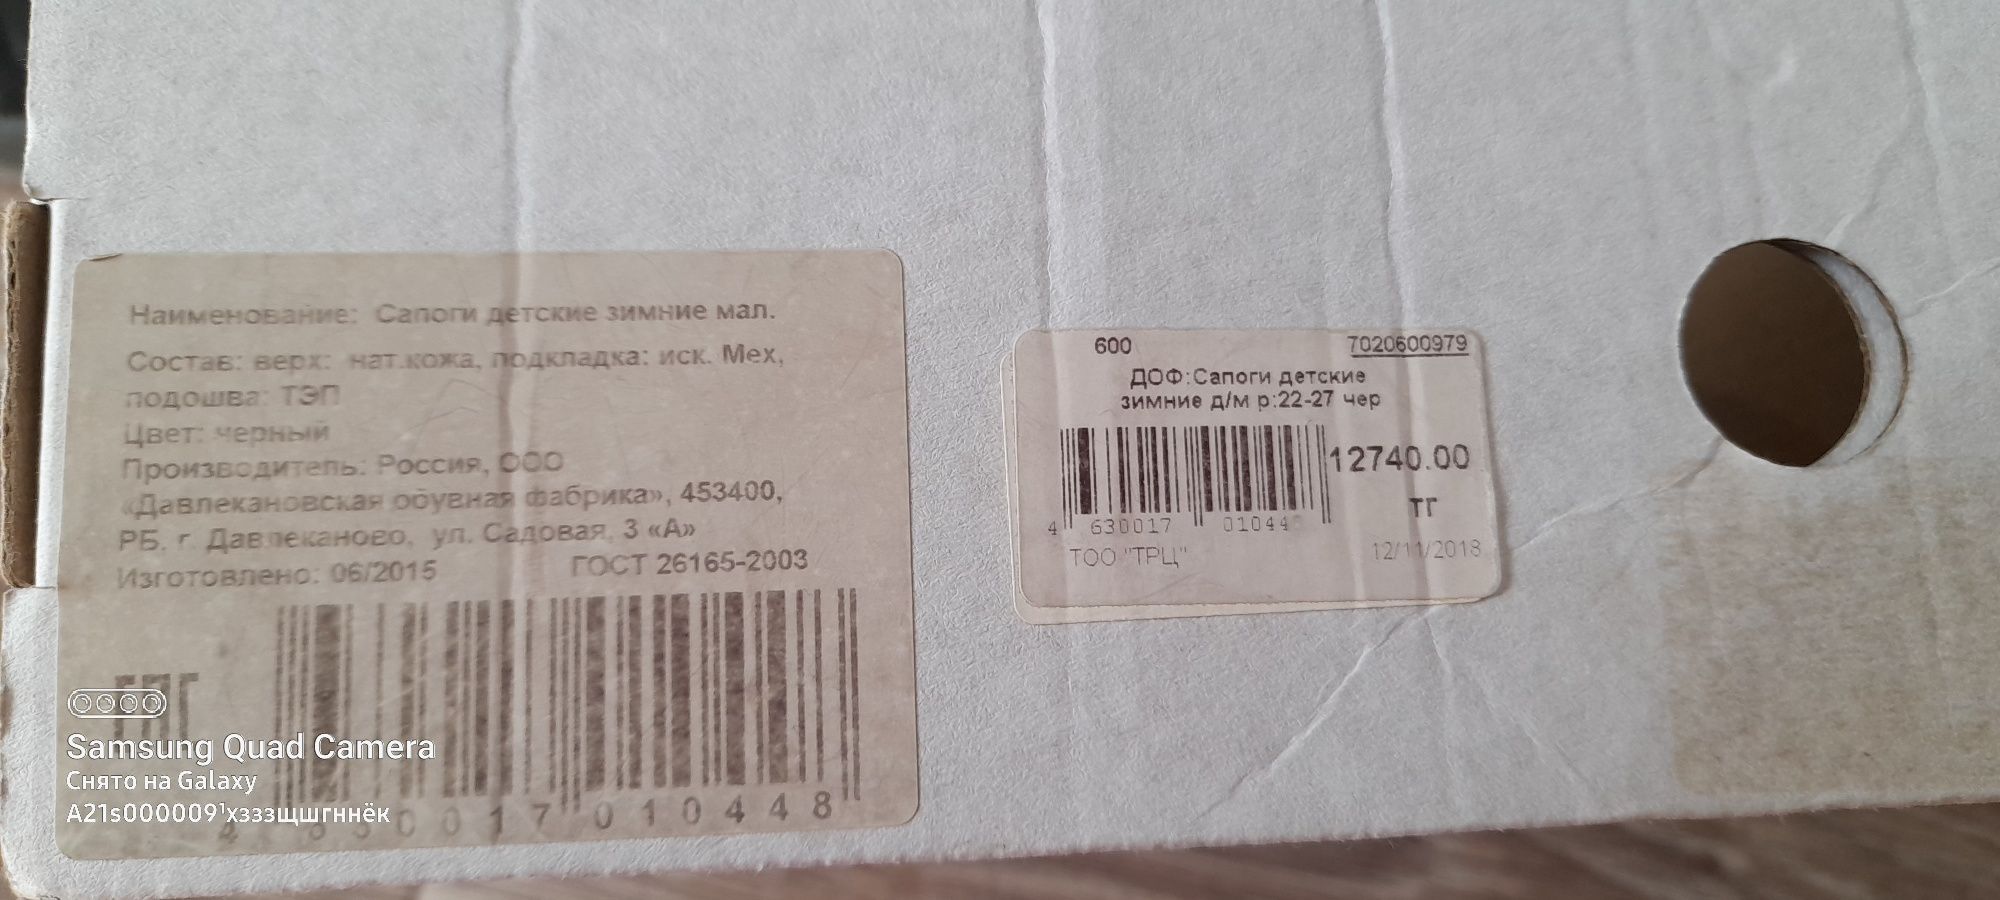 Наименование: Сапоги детские зимние мал.
Состав: верх: нат.кожа, подкладка: иск. Мех,
подошва: ТЭП
Цвет: черный
Производитель: Россия, ООО
«Давлекановская обувная фабрика», 453400,
РБ, г Давлеканово, ул. Садовая, 3 «А»
Изготовлено: 06/2015 ГОСТ 26165-2003
4 630017 010448
600 7020600979
ДОФ:Сапоги детские
зимние д/м р:22-27 чер
12740.00
тг
4 630017 01044
ТОО "ТРЦ" 12/11/2018
Samsung Quad Camera
Снято на Galaxy
A21s000009¹хзззщшгннёк